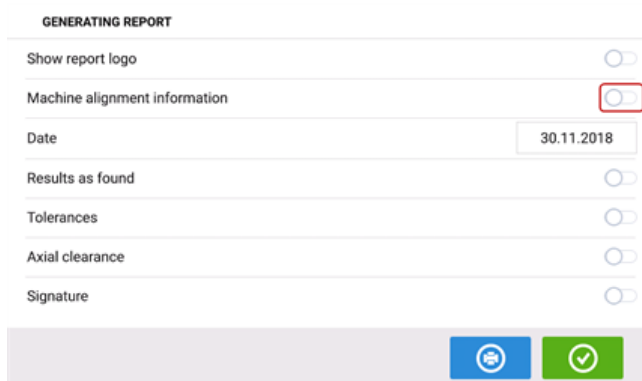 GENERATING REPORT
Show report logo
Machine alignment information
Date 30.11.2018
Results as found
Tolerances
Axial clearance
Signature